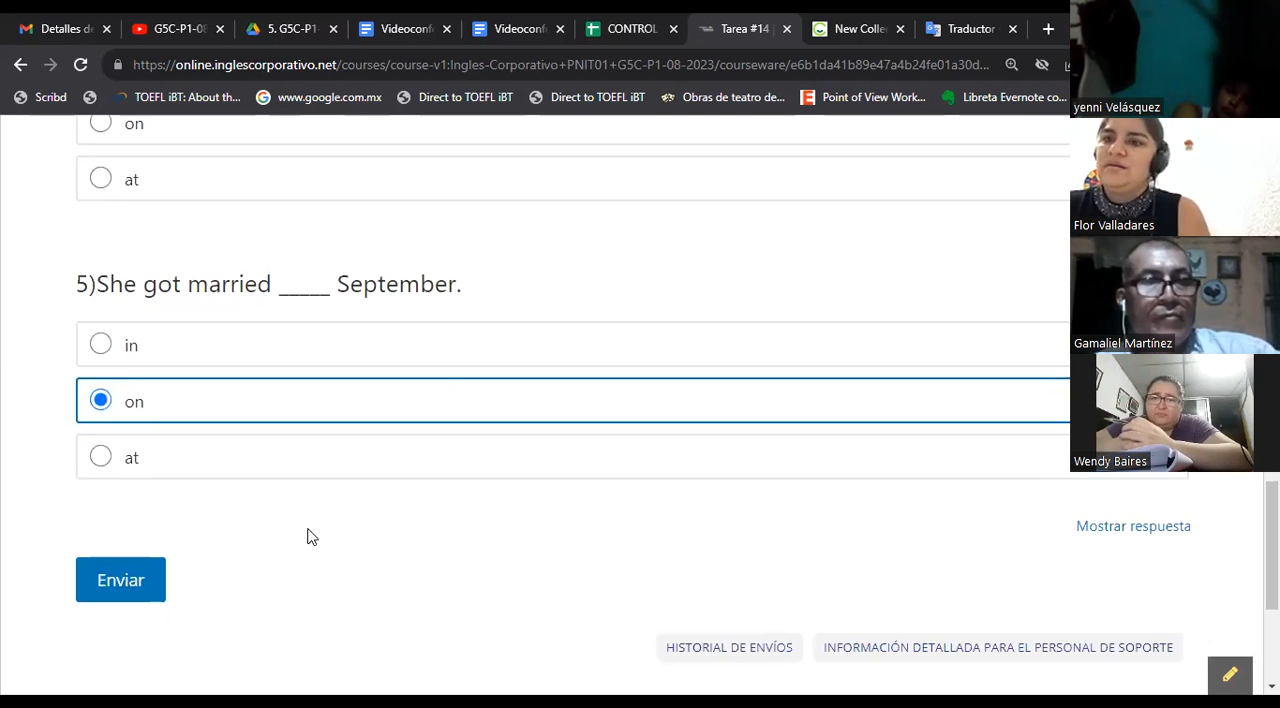 Detalles de
G5C-P1-08
5. G5C-P1-
Videoconf
Videoconf
CONTROL
Tarea #14
New Colle
Traductor
https://online.inglescorporativo.net/courses/course-v1:Ingles-Corporativo+PNIT01+G5C-P1-08-2023/courseware/e6b1da41b89e47a4b24fe01a30d...
Scribd
TOEFL iBT: About th...
www.google.com.mx
Direct to TOEFL iBT
Direct to TOEFL iBT
Obras de teatro de...
Point of View Work...
Libreta Evernote co...
yenni Velásquez
on
at
Flor Valladares
5)She got married _____ September.
in
Gamaliel Martínez
on
at
Wendy Baires
Mostrar respuesta
Enviar
HISTORIAL DE ENVÍOS
INFORMACIÓN DETALLADA PARA EL PERSONAL DE SOPORTE